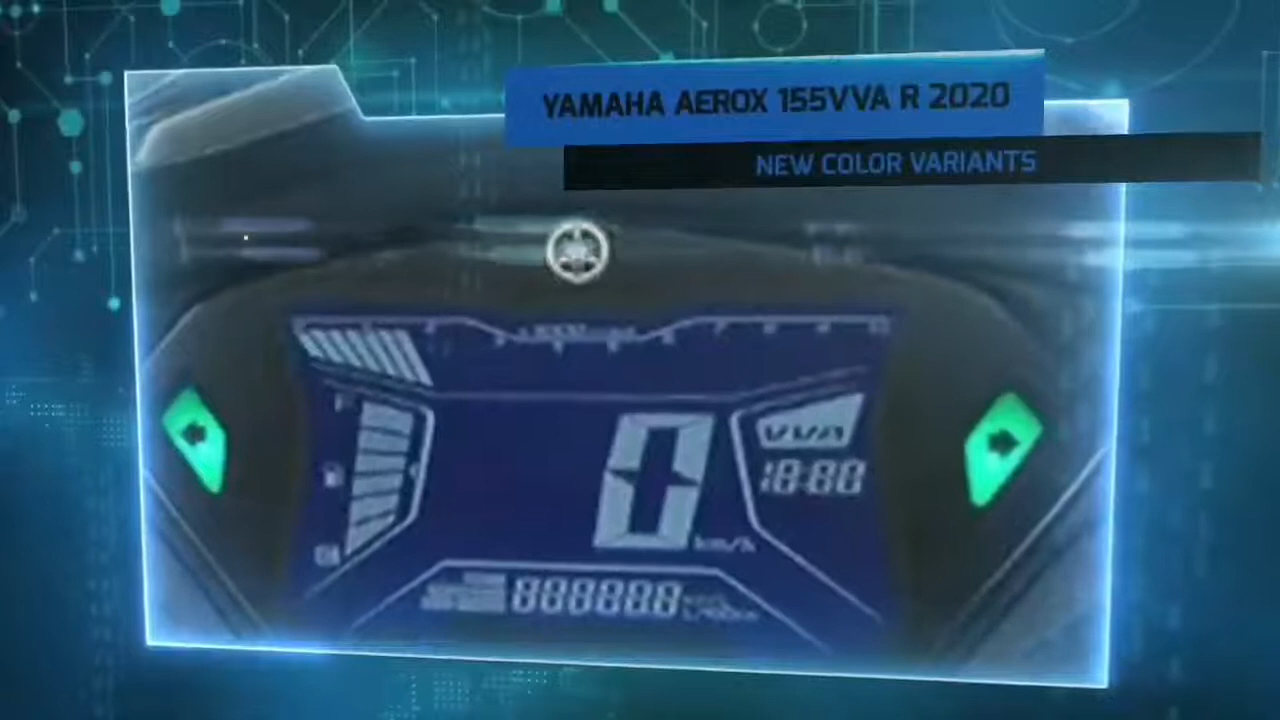 YAMAHA AEROX 155VVA R 2020
NEW COLOR VARIANTS
F
0
VVA
18:80
km/h
888888